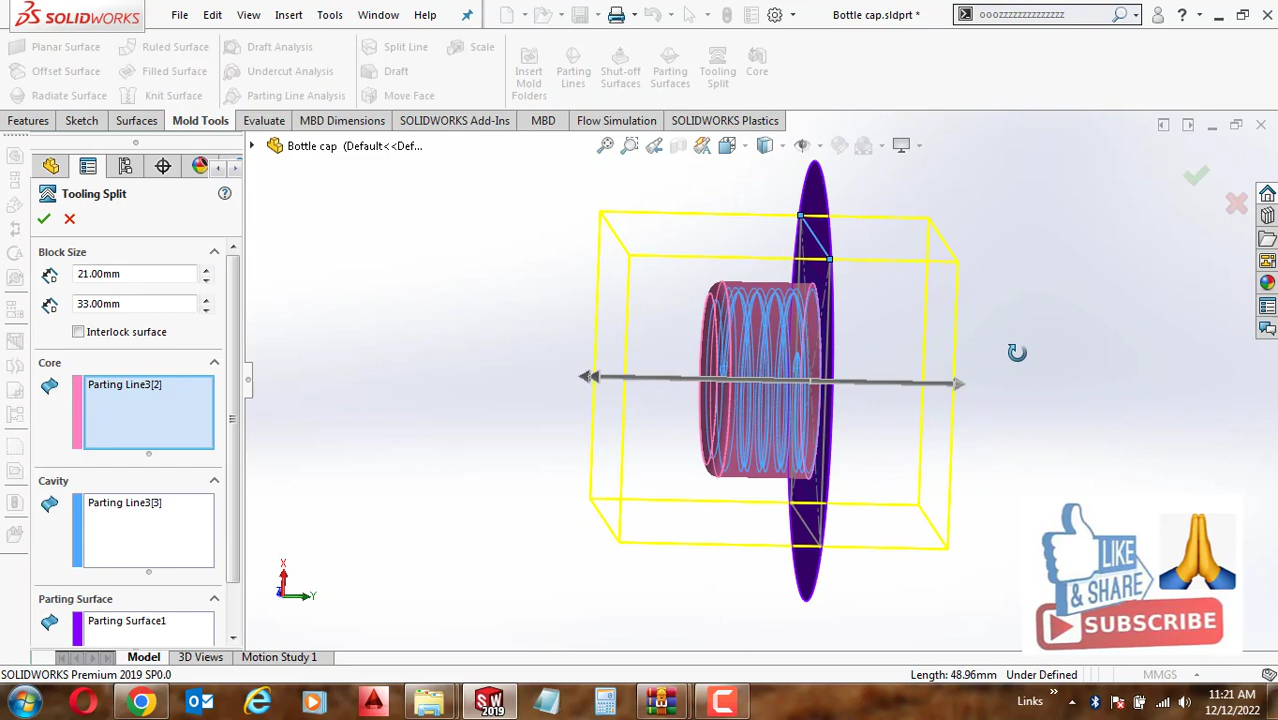 SOLIDWORKS
File Edit View Insert Tools Window Help
Bottle cap.sldprt *
ooozzzzzzzzzzzzzz
Planar Surface
Ruled Surface
Draft Analysis
Split Line
Scale
Offset Surface
Filled Surface
Undercut Analysis
Draft
Radiate Surface
Knit Surface
Parting Line Analysis
Move Face
Insert Mold Folders
Parting Lines
Shut-off Surfaces
Parting Surfaces
Tooling Split
Core
Features Sketch Surfaces Mold Tools Evaluate MBD Dimensions SOLIDWORKS Add-Ins MBD Flow Simulation SOLIDWORKS Plastics
Bottle cap (Default<<Def...
Tooling Split
Block Size
21.00mm
33.00mm
Interlock surface
Core
Parting Line3[2]
Cavity
Parting Line3[3]
Parting Surface
Parting Surface1
X
Y
LIKE
& SHARE
SUBSCRIBE
Model 3D Views Motion Study 1
SOLIDWORKS Premium 2019 SP0.0
Length: 48.96mm Under Defined
MMGS
SW
2019
Links
11:21 AM
12/12/2022